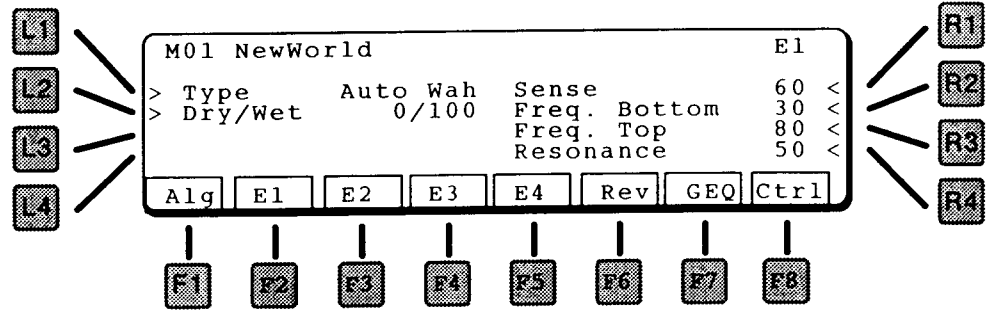 L1
L2
L3
L4
M01 NewWorld E1
> Type Auto Wah Sense 60 <
> Dry/Wet 0/100 Freq. Bottom 30 <
Freq. Top 80 <
Resonance 50 <
Alg E1 E2 E3 E4 Rev GEQ Ctrl
R1
R2
R3
R4
F1 F2 F3 F4 F5 F6 F7 F8